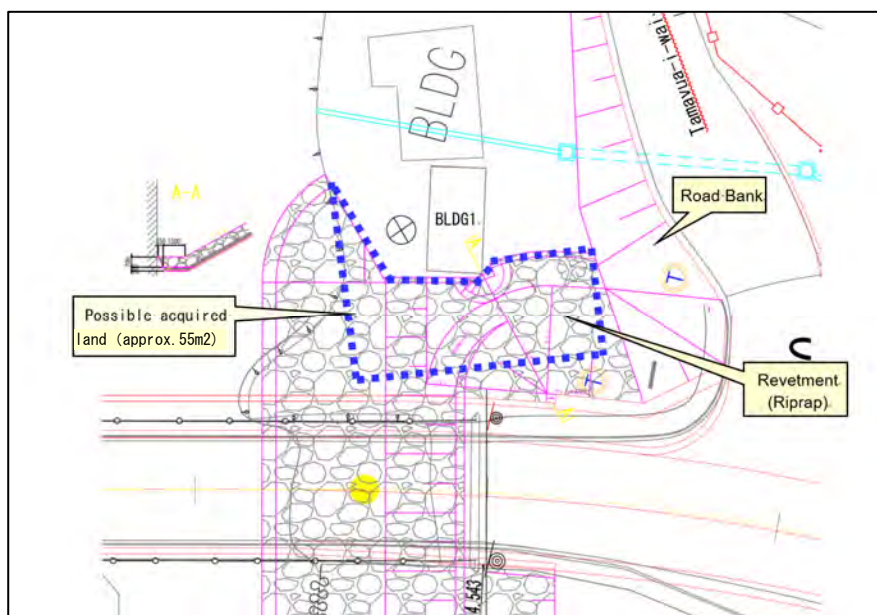 BLDG
Tamavua-i-wai
A-A
Road Bank
BLDG1.
Possible acquired
land (approx.55m2)
Revetment
(Riprap)
4.543